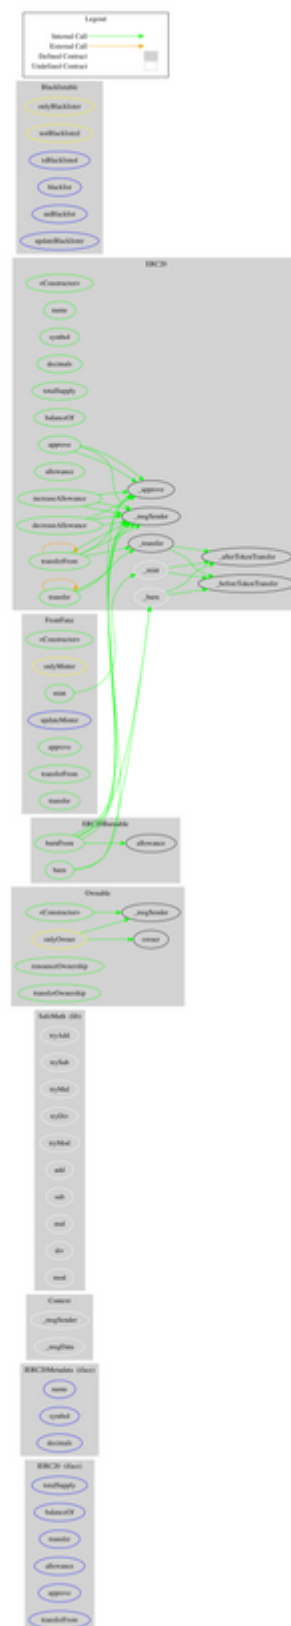 Legend
Internal Call
External Call
Defined Contract
Undefined Contract
Blacklistable
onlyBlacklister
notBlacklisted
isBlacklisted
blacklist
unBlacklist
updateBlacklister
ERC20
<Constructor>
name
symbol
decimals
totalSupply
balanceOf
approve
allowance
increaseAllowance
decreaseAllowance
transferFrom
transfer
_approve
_msgSender
_transfer
_mint
_burn
_afterTokenTransfer
_beforeTokenTransfer
<Constructor>
onlyMinter
mint
updateMinter
approve
transferFrom
transfer
ERC20Burnable
burnFrom
allowance
burn
Ownable
<Constructor>
_msgSender
onlyOwner
owner
renounceOwnership
transferOwnership
SafeMath (lib)
tryAdd
trySub
tryMul
tryDiv
tryMod
add
sub
mul
div
mod
Context
_msgSender
_msgData
IERC20Metadata (iface)
name
symbol
decimals
IERC20 (iface)
totalSupply
balanceOf
transfer
allowance
approve
transferFrom